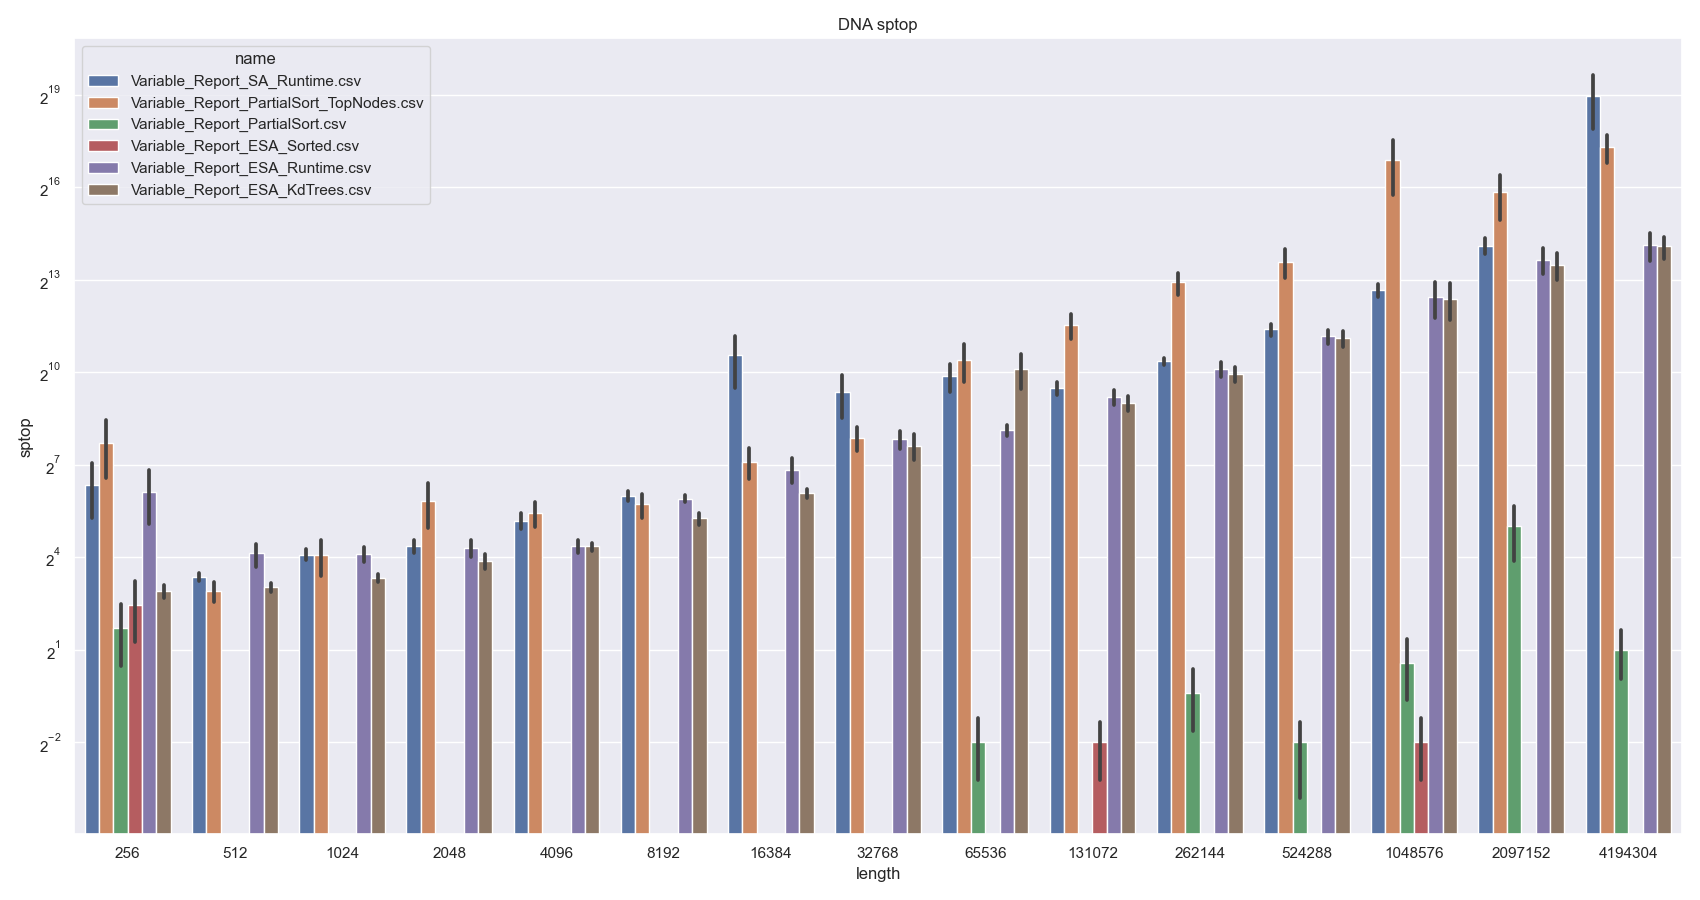 DNA sptop
name
Variable_Report_SA_Runtime.csv
Variable_Report_PartialSort_TopNodes.csv
Variable_Report_PartialSort.csv
Variable_Report_ESA_Sorted.csv
Variable_Report_ESA_Runtime.csv
Variable_Report_ESA_KdTrees.csv
2^19
2^16
2^13
2^10
2^7
2^4
2^1
2^−2
sptop
256 512 1024 2048 4096 8192 16384 32768 65536 131072 262144 524288 1048576 2097152 4194304
length